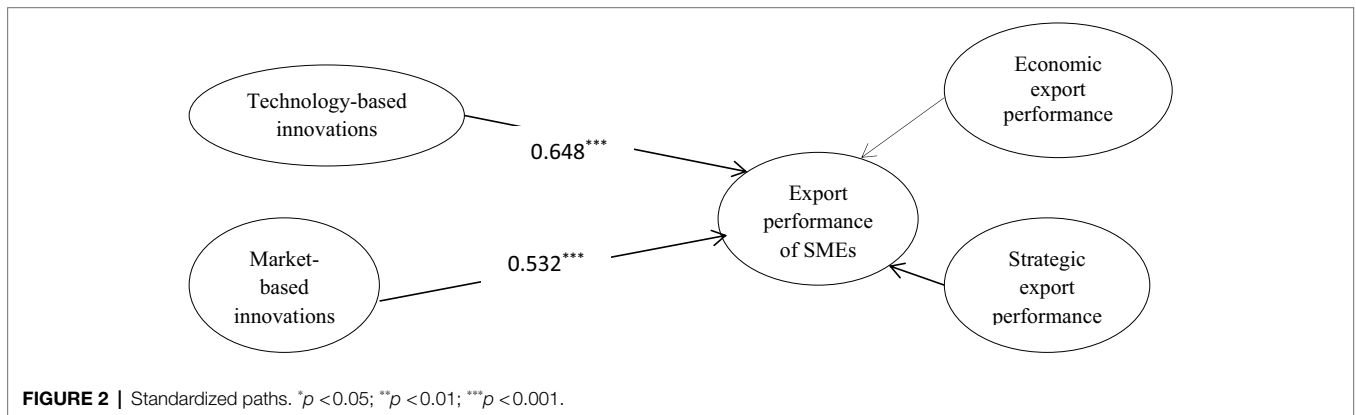 Technology-based
innovations
0.648***
Market-
based
innovations
0.532***
Export
performance
of SMEs
Economic
export
performance
Strategic
export
performance
FIGURE 2 | Standardized paths. *p <0.05; **p <0.01; ***p <0.001.